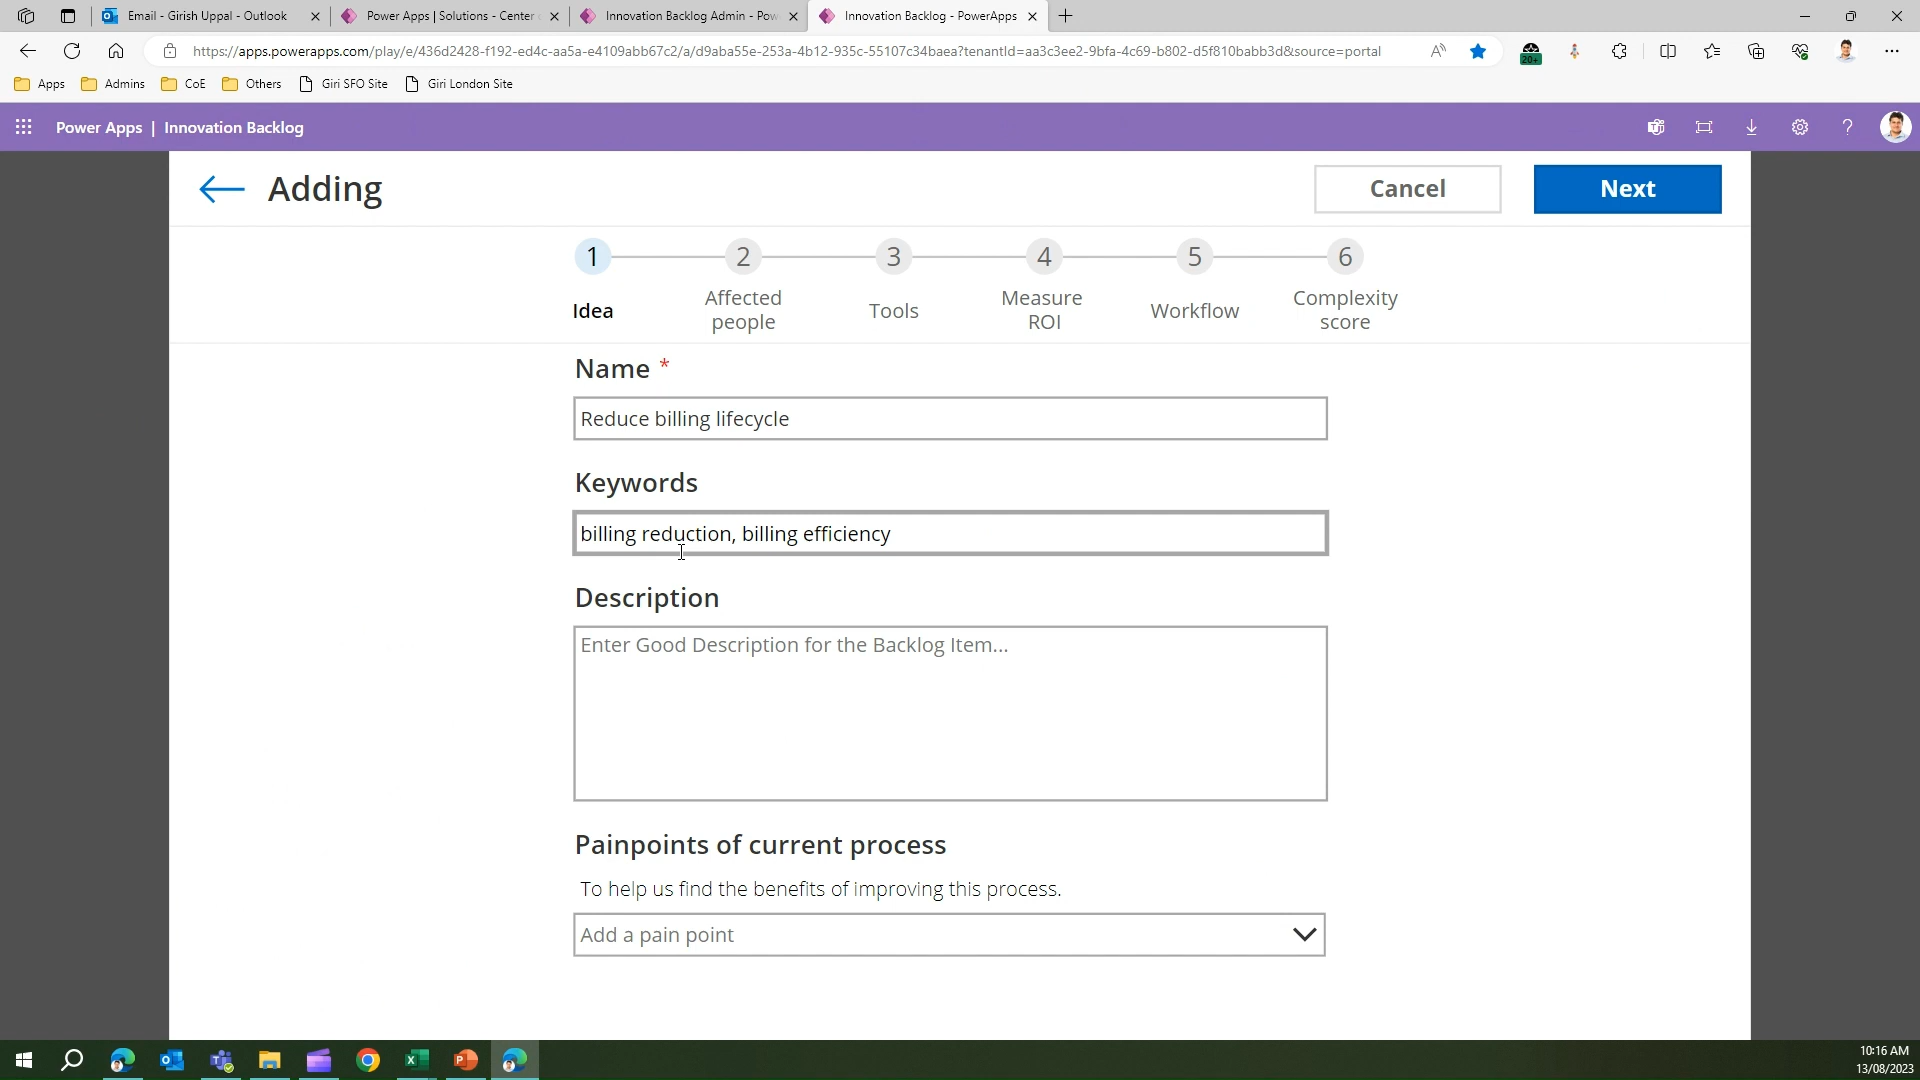 Email - Girish Uppal - Outlook
Power Apps | Solutions - Center
Innovation Backlog Admin - Pow
Innovation Backlog - PowerApps
https://apps.powerapps.com/play/e/436d2428-f192-ed4c-aa5a-e4109abb67c2/a/d9aba55e-253a-4b12-935c-55107c34baea?tenantId=aa3c3ee2-9bfa-4c69-b802-d5f810babb3d&source=portal
20+
Apps
Admins
CoE
Others
Giri SFO Site
Giri London Site
Power Apps | Innovation Backlog
?
Adding
Cancel
Next
1 2 3 4 5 6
Idea
Affected
people
Tools
Measure
ROI
Workflow
Complexity
score
Name *
Reduce billing lifecycle
Keywords
billing reduction, billing efficiency
Description
Enter Good Description for the Backlog Item...
Painpoints of current process
To help us find the benefits of improving this process.
Add a pain point
10:16 AM
13/08/2023